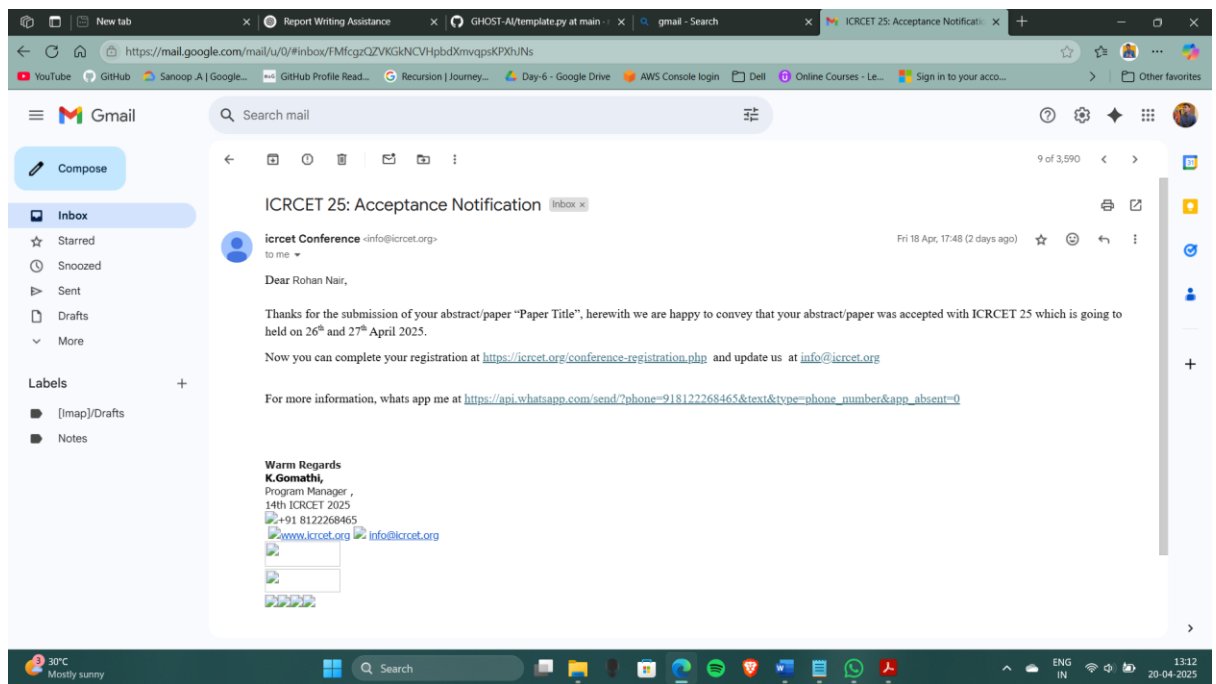 New tab
Report Writing Assistance
GHOST-AI/template.py at main ·
gmail - Search
ICRCET 25: Acceptance Notificatio
https://mail.google.com/mail/u/0/#inbox/FMfcgzQZVKGkNCVHpbdXmvqpsKPXhJNs
YouTube
GitHub
Sanoop .A | Google...
GitHub Profile Read...
Recursion | Journey...
Day-6 - Google Drive
AWS Console login
Dell
Online Courses - Le...
Sign in to your acco...
Other favorites
Gmail
Search mail
Compose
9 of 3,590
Inbox
Starred
Snoozed
Sent
Drafts
More
Labels
[Imap]/Drafts
Notes
ICRCET 25: Acceptance Notification Inbox x
icrcet Conference <info@icrcet.org>
Fri 18 Apr, 17:48 (2 days ago)
to me
Dear Rohan Nair,
Thanks for the submission of your abstract/paper “Paper Title”, herewith we are happy to convey that your abstract/paper was accepted with ICRCET 25 which is going to
held on 26th and 27th April 2025.
Now you can complete your registration at https://icrcet.org/conference-registration.php and update us at info@icrcet.org
For more information, whats app me at https://api.whatsapp.com/send/?phone=918122268465&text&type=phone_number&app_absent=0
Warm Regards
K.Gomathi,
Program Manager ,
14th ICRCET 2025
+91 8122268465
www.icrcet.org info@icrcet.org
3
30°C
Mostly sunny
Search
ENG
IN
13:12
20-04-2025